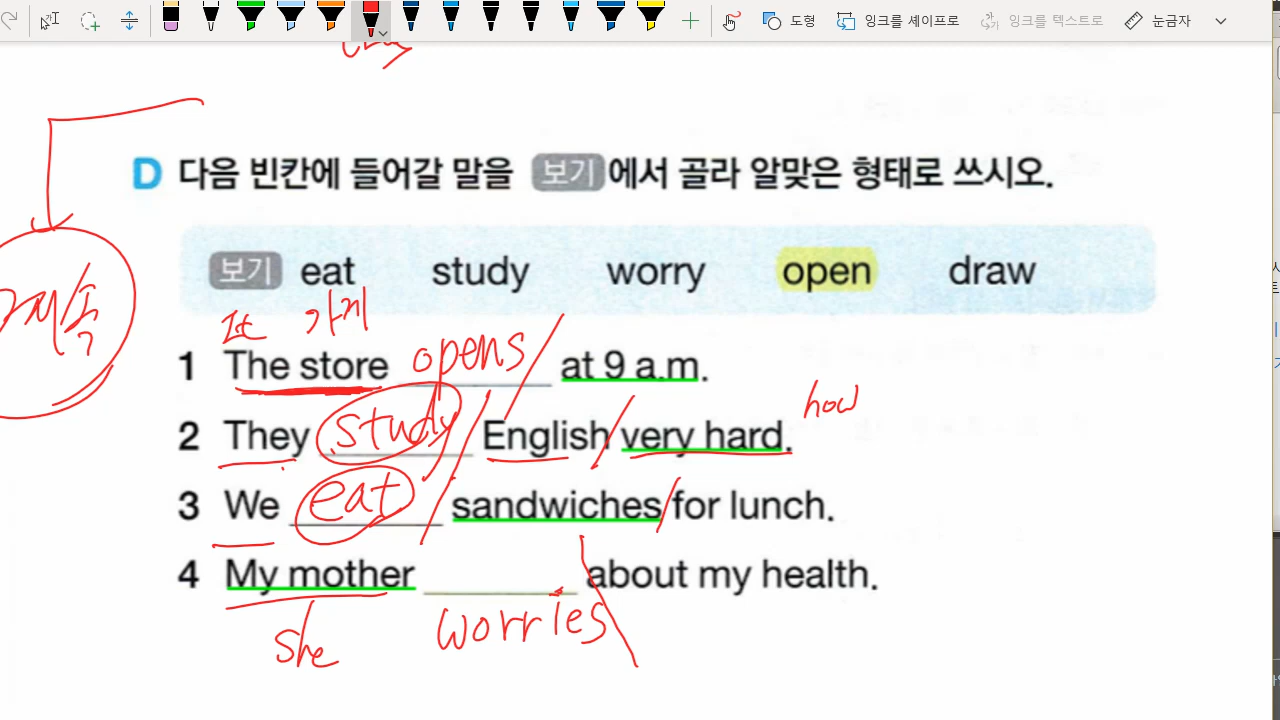 도형 잉크를 셰이프로 잉크를 텍스트로 눈금자
D 다음 빈칸에 들어갈 말을 보기 에서 골라 알맞은 형태로 쓰시오.
보기 eat study worry open draw
가게
1 The store opens at 9 a.m.
how
2 They study English very hard.
3 We eat sandwiches for lunch.
4 My mother about my health.
she worries